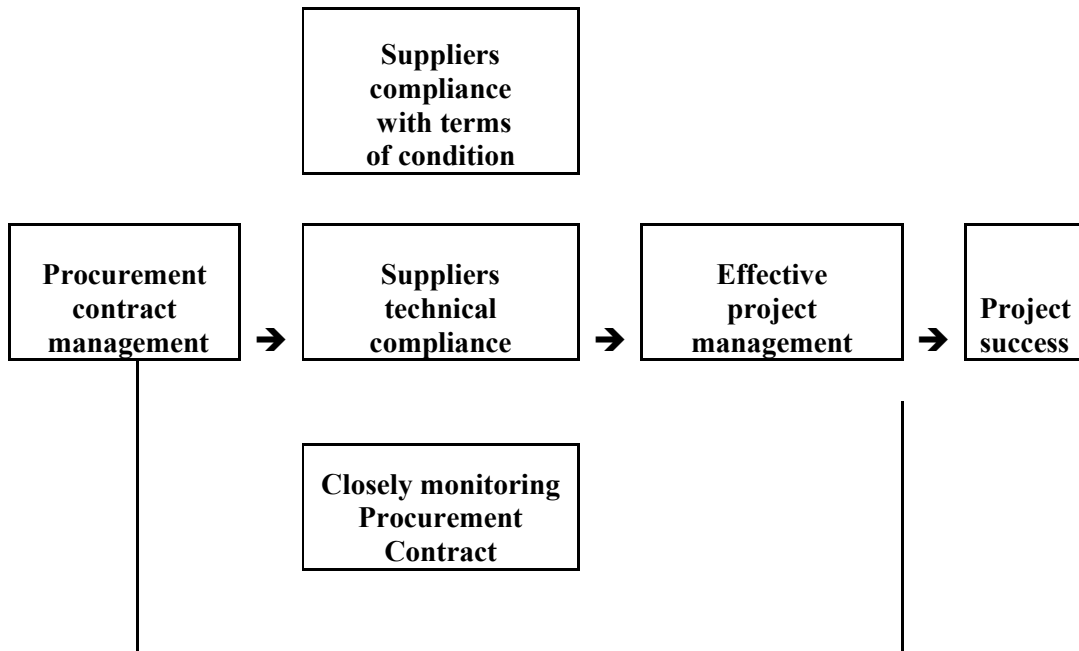 Suppliers
compliance
with terms
of condition
Procurement
contract
management
Suppliers
technical
compliance
Effective
project
management
Project
success
Closely monitoring
Procurement
Contract